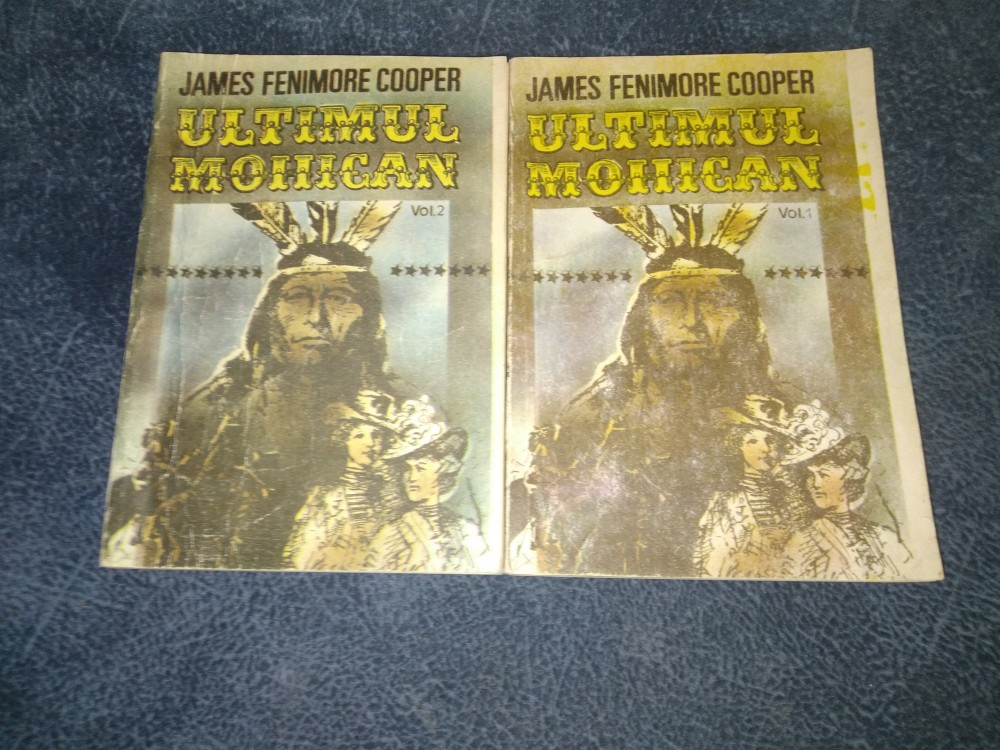 JAMES FENIMORE COOPER
ULTIMUL
MOHICAN
Vol.2
JAMES FENIMORE COOPER
ULTIMUL
MOHICAN
Vol.1